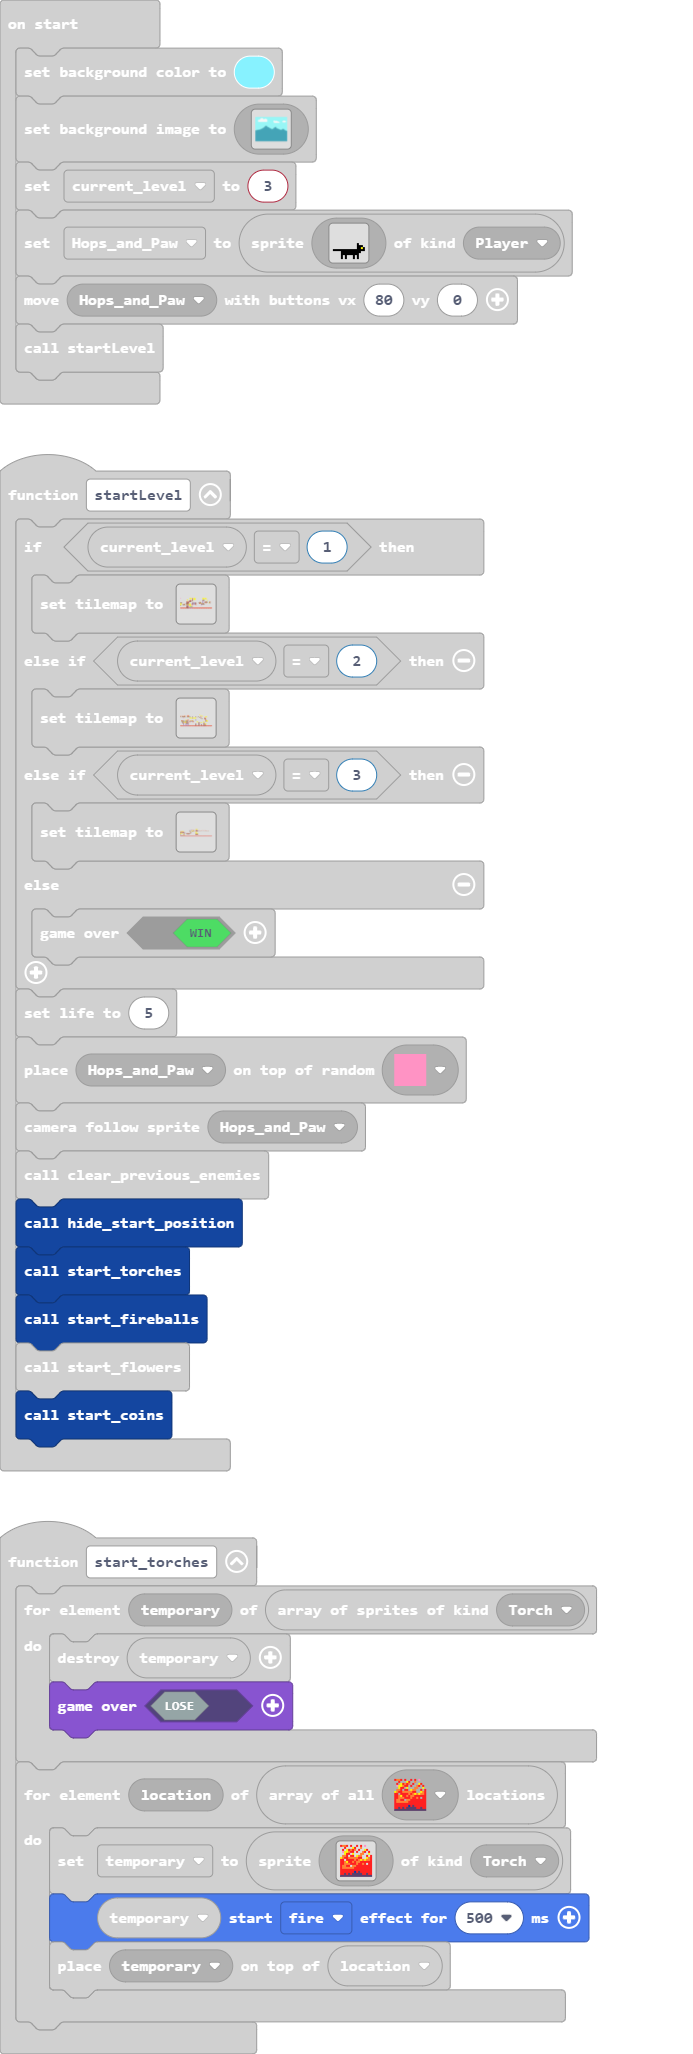 on start
set background color to
set background image to
set current_level to 3
set Hops_and_Paw to sprite of kind Player
move Hops_and_Paw with buttons vx 80 vy 0
call startLevel
function startLevel
if current_level = 1 then
set tilemap to
else if current_level = 2 then
set tilemap to
else if current_level = 3 then
set tilemap to
else
game over WIN
set life to 5
place Hops_and_Paw on top of random
camera follow sprite Hops_and_Paw
call clear_previous_enemies
call hide_start_position
call start_torches
call start_fireballs
call start_flowers
call start_coins
function start_torches
for element temporary of array of sprites of kind Torch
do
destroy temporary
game over LOSE
for element location of array of all locations
do
set temporary to sprite of kind Torch
temporary start fire effect for 500 ms
place temporary on top of location